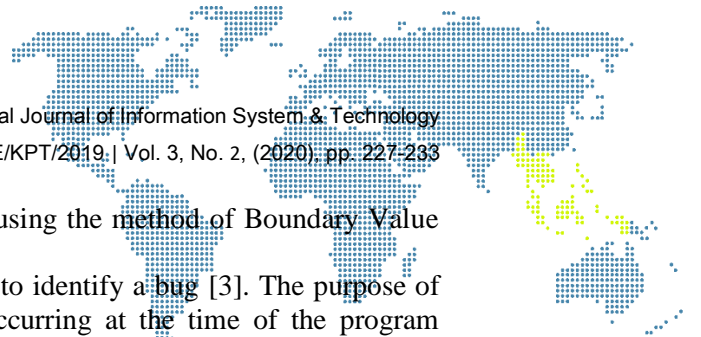 al Journal of Information System & Technology
E/KPT/2019 | Vol. 3, No. 2, (2020), pp. 227-233
using the method of Boundary Value
to identify a bug [3]. The purpose of
ccurring at the time of the program